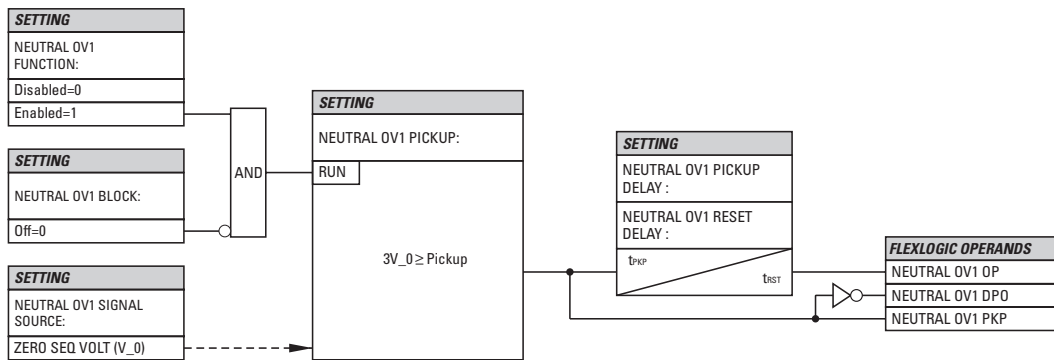 SETTING
NEUTRAL OV1
FUNCTION:
Disabled=0
Enabled=1
SETTING
NEUTRAL OV1 BLOCK:
Off=0
SETTING
NEUTRAL OV1 SIGNAL
SOURCE:
ZERO SEQ VOLT (V_0)
AND
SETTING
NEUTRAL OV1 PICKUP:
RUN
3V_0 ≥ Pickup
SETTING
NEUTRAL OV1 PICKUP
DELAY :
NEUTRAL OV1 RESET
DELAY :
tPKP
tRST
FLEXLOGIC OPERANDS
NEUTRAL OV1 OP
NEUTRAL OV1 DPO
NEUTRAL OV1 PKP